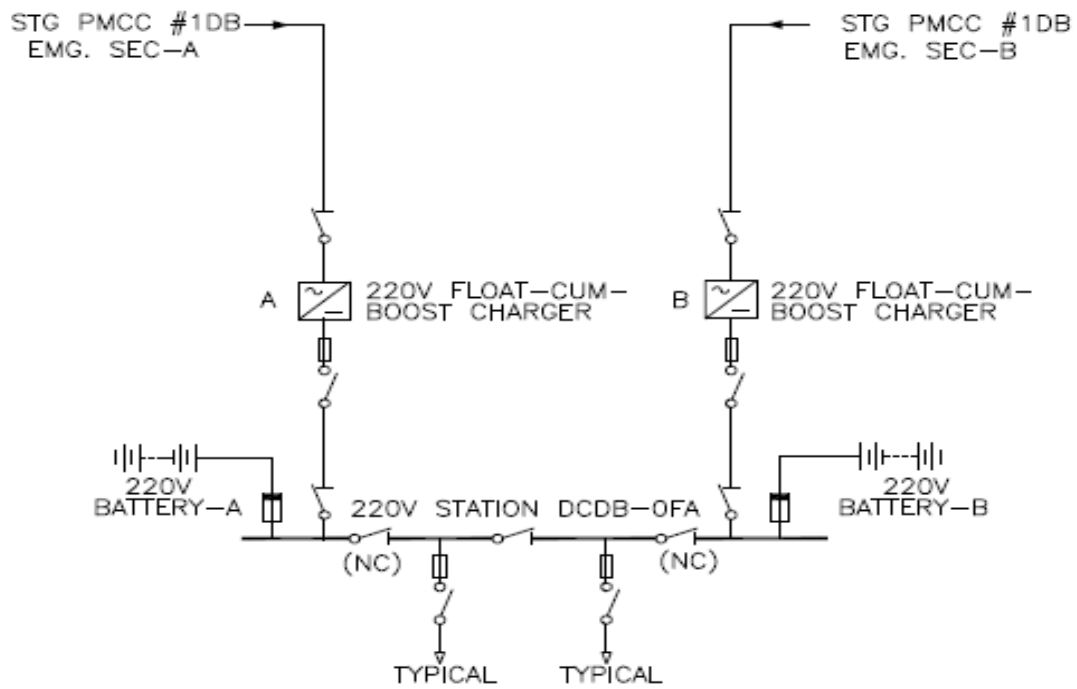 STG PMCC #1DB
EMG. SEC-A
STG PMCC #1DB
EMG. SEC-B
A
220V FLOAT-CUM-
BOOST CHARGER
B
220V FLOAT-CUM-
BOOST CHARGER
220V
BATTERY-A
220V STATION DCDB-0FA
220V
BATTERY-B
(NC)
(NC)
TYPICAL
TYPICAL